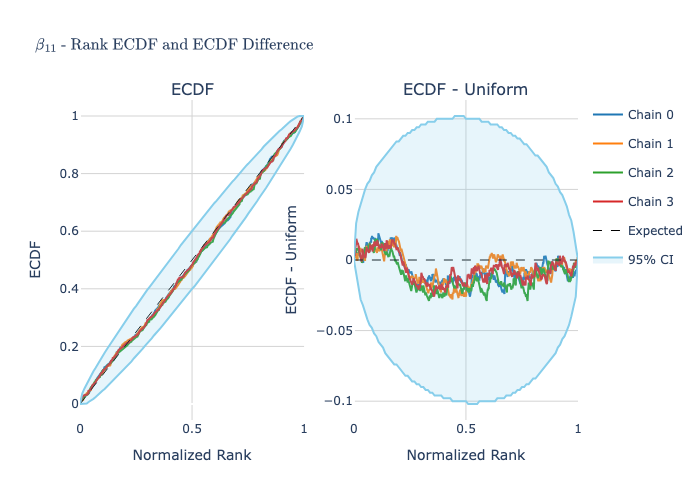 β₁₁ - Rank ECDF and ECDF Difference
ECDF
ECDF
1
0.8
0.6
0.4
0.2
0
0
0.5
1
Normalized Rank
ECDF - Uniform
ECDF - Uniform
0.1
0.05
0
−0.05
−0.1
0
0.5
1
Normalized Rank
Chain 0
Chain 1
Chain 2
Chain 3
Expected
95% CI